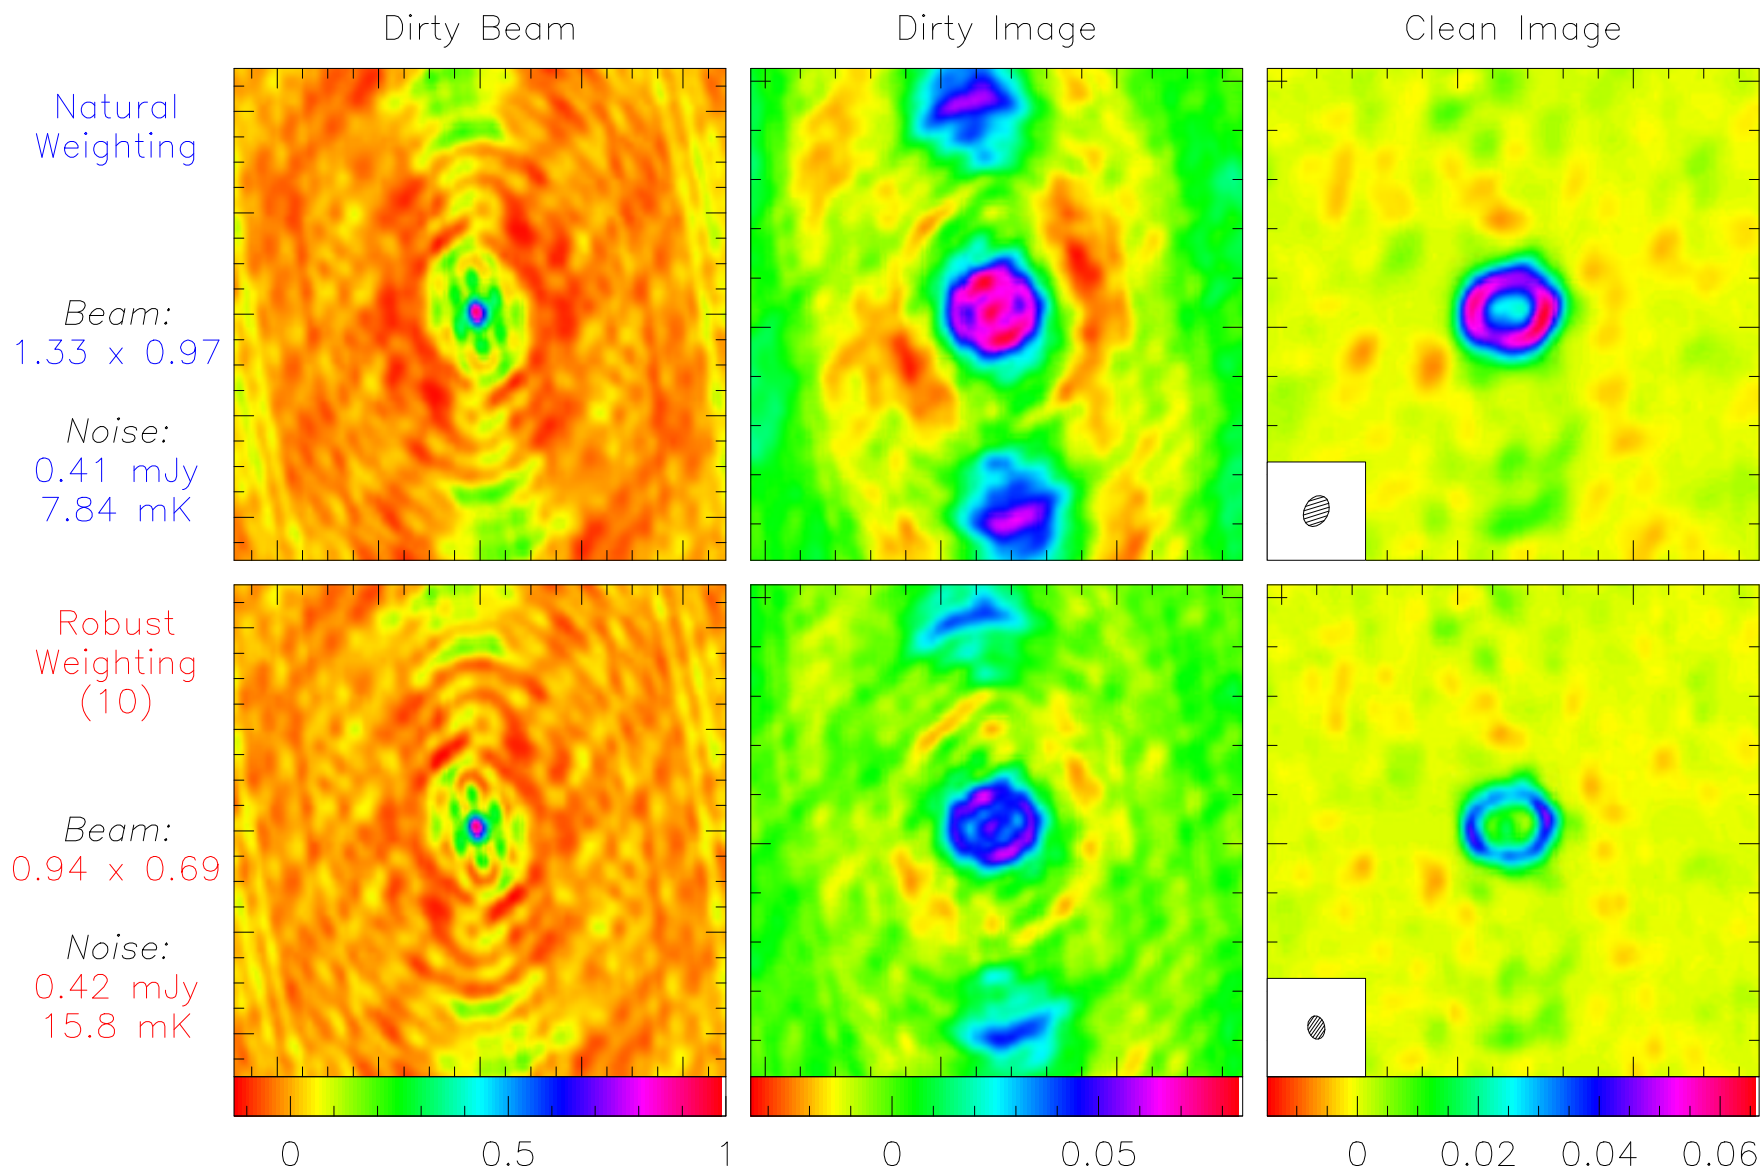 Dirty Beam
Dirty Image
Clean Image
Natural
Weighting
Beam:
1.33 x 0.97
Noise:
0.41 mJy
7.84 mK
Robust
Weighting
(10)
Beam:
0.94 x 0.69
Noise:
0.42 mJy
15.8 mK
0 0.5 1
0 0.05
0 0.02 0.04 0.06